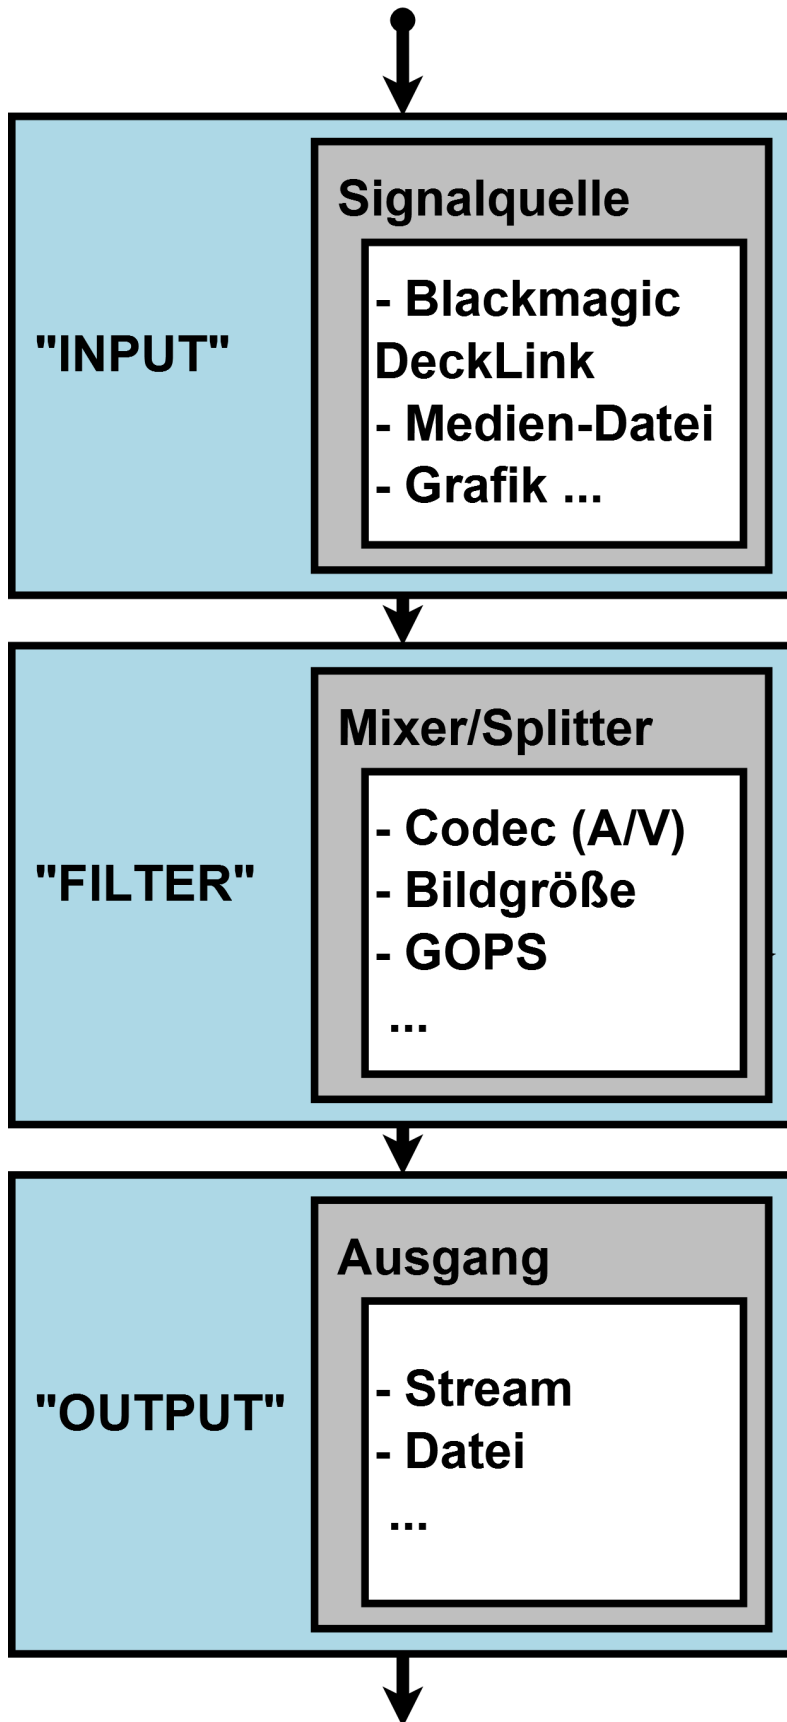 "INPUT"
Signalquelle
- Blackmagic
DeckLink
- Medien-Datei
- Grafik ...
"FILTER"
Mixer/Splitter
- Codec (A/V)
- Bildgröße
- GOPS
...
"OUTPUT"
Ausgang
- Stream
- Datei
...